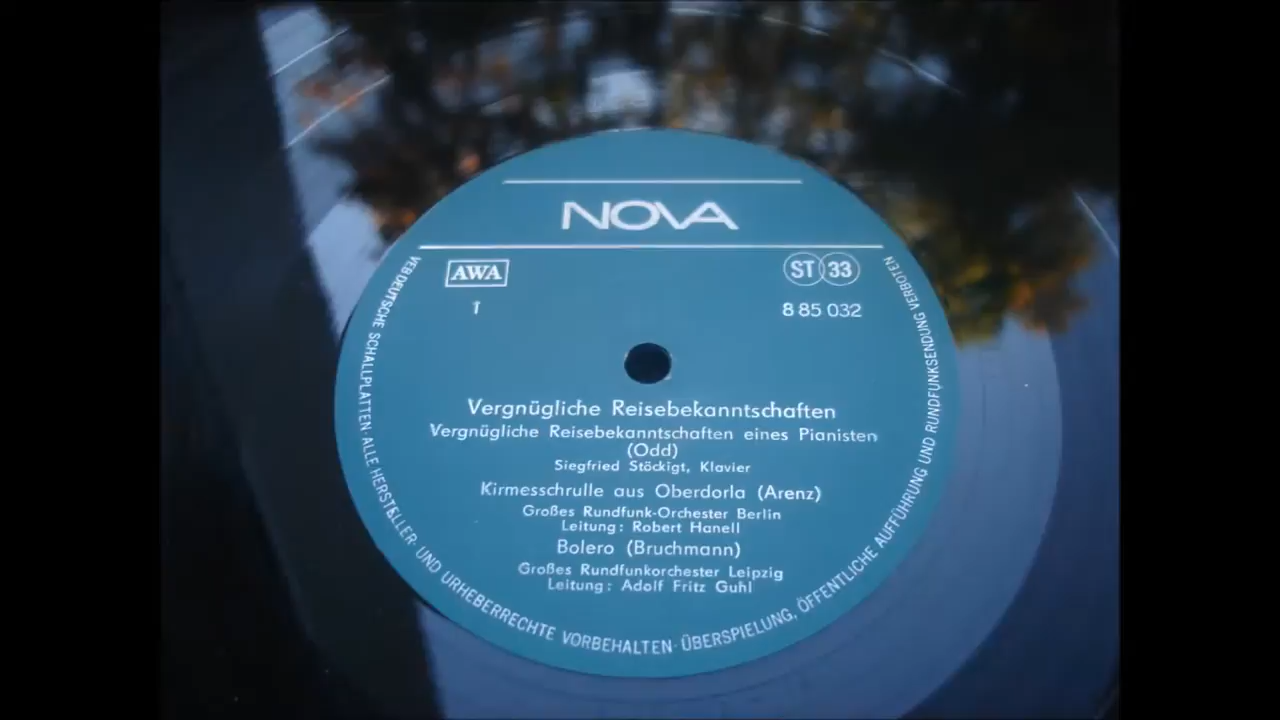 NOVA
AWA
ST 33
1
8 85 032
Vergnügliche Reisebekanntschaften
Vergnügliche Reisebekanntschaften eines Pianisten
(Odd)
Siegfried Stöckigt, Klavier
Kirmesschrulle aus Oberdorla (Arenz)
Großes Rundfunk-Orchester Berlin
Leitung: Robert Hanell
Bolero (Bruchmann)
Großes Rundfunkorchester Leipzig
Leitung: Adolf Fritz Guhl
VEB DEUTSCHE SCHALLPLATTEN · ALLE HERSTELLER- UND URHEBERRECHTE VORBEHALTEN · ÜBERSPIELUNG, ÖFFENTLICHE AUFFÜHRUNG UND RUNDFUNKSENDUNG VERBOTEN